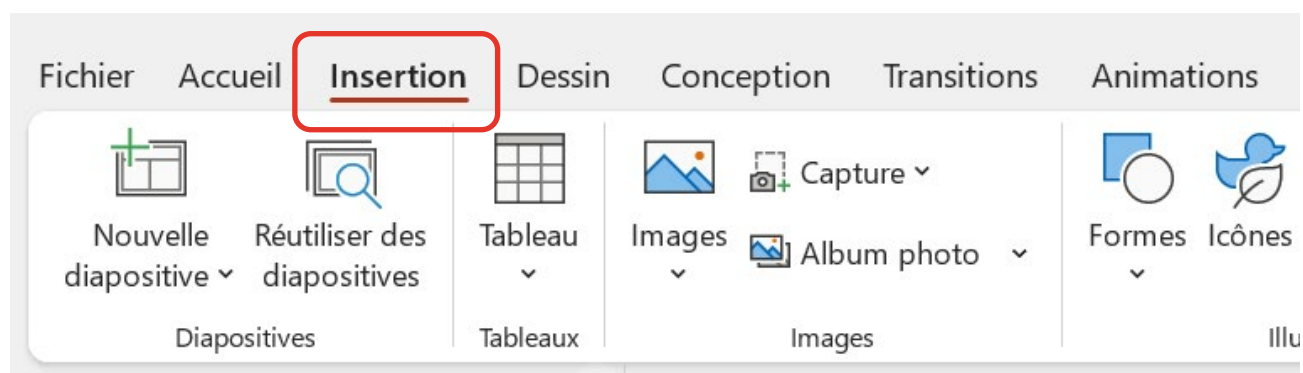 Fichier Accueil Insertion Dessin Conception Transitions Animations
Nouvelle diapositive
Réutiliser des diapositives
Tableau
Images
Capture
Album photo
Formes
Icônes
Diapositives
Tableaux
Images
Illu